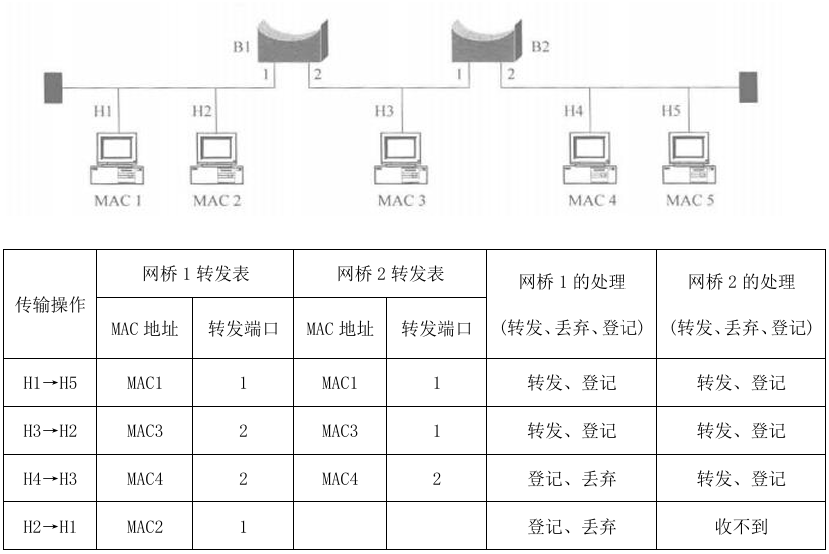 B1
B2
1 2 1 2
H1 H2 H3 H4 H5
MAC 1 MAC 2 MAC 3 MAC 4 MAC 5
传输操作 网桥 1 转发表 网桥 2 转发表 网桥 1 的处理 (转发、丢弃、登记) 网桥 2 的处理 (转发、丢弃、登记)
MAC 地址 转发端口 MAC 地址 转发端口
H1→H5 MAC1 1 MAC1 1 转发、登记 转发、登记
H3→H2 MAC3 2 MAC3 1 转发、登记 转发、登记
H4→H3 MAC4 2 MAC4 2 登记、丢弃 转发、登记
H2→H1 MAC2 1 登记、丢弃 收不到